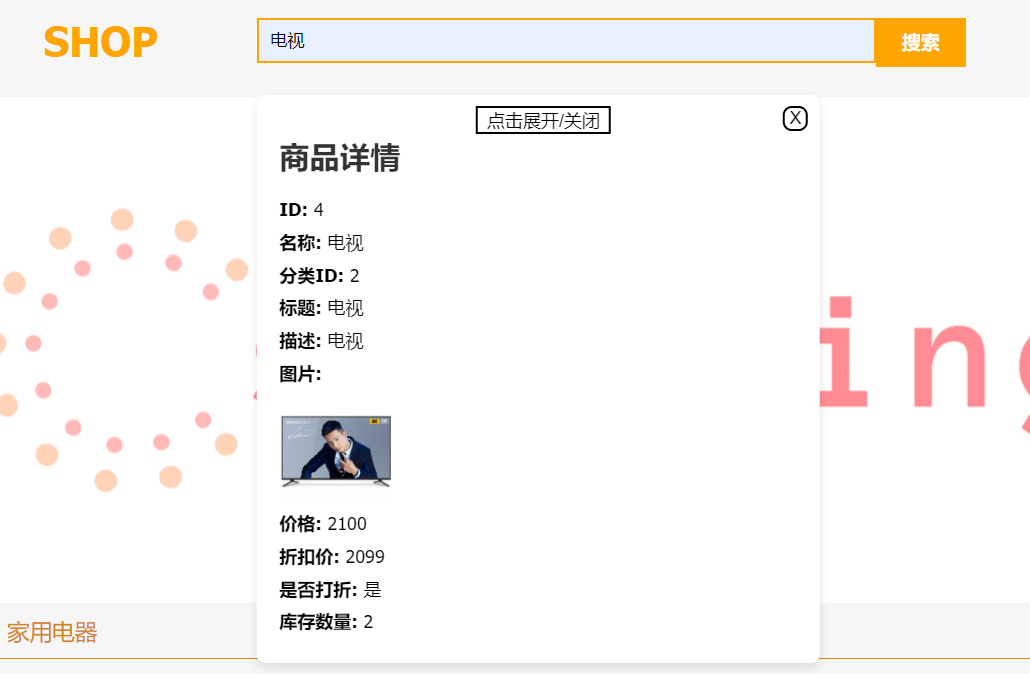 SHOP
电视
搜索
点击展开/关闭
X
商品详情
ID: 4
名称: 电视
分类ID: 2
标题: 电视
描述: 电视
图片:
4K
价格: 2100
折扣价: 2099
是否打折: 是
库存数量: 2
ing
家用电器